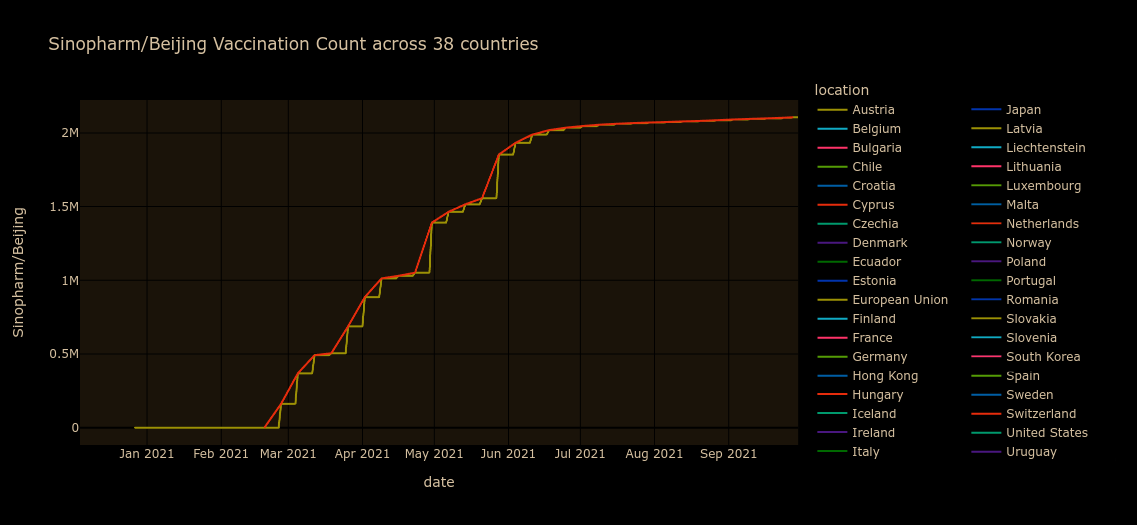 Sinopharm/Beijing Vaccination Count across 38 countries
Sinopharm/Beijing
2M
1.5M
1M
0.5M
0
Jan 2021
Feb 2021
Mar 2021
Apr 2021
May 2021
Jun 2021
Jul 2021
Aug 2021
Sep 2021
date
location
Austria
Belgium
Bulgaria
Chile
Croatia
Cyprus
Czechia
Denmark
Ecuador
Estonia
European Union
Finland
France
Germany
Hong Kong
Hungary
Iceland
Ireland
Italy
Japan
Latvia
Liechtenstein
Lithuania
Luxembourg
Malta
Netherlands
Norway
Poland
Portugal
Romania
Slovakia
Slovenia
South Korea
Spain
Sweden
Switzerland
United States
Uruguay